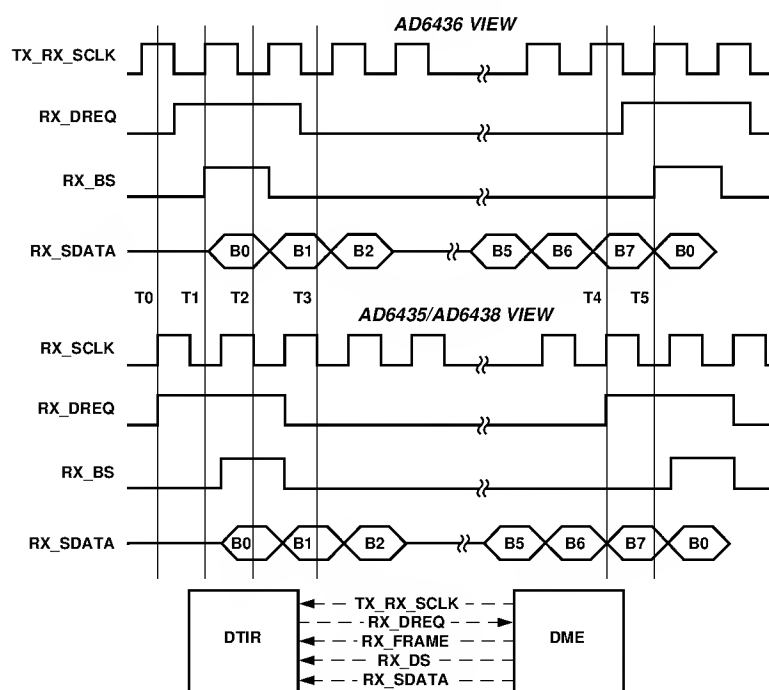 AD6436 VIEW
TX_RX_SCLK
RX_DREQ
RX_BS
RX_SDATA B0 B1 B2 B5 B6 B7 B0
T0 T1 T2 T3 T4 T5
AD6435/AD6438 VIEW
RX_SCLK
RX_DREQ
RX_BS
RX_SDATA B0 B1 B2 B5 B6 B7 B0
TX_RX_SCLK
RX_DREQ
DTIR RX_FRAME DME
RX_DS
RX_SDATA